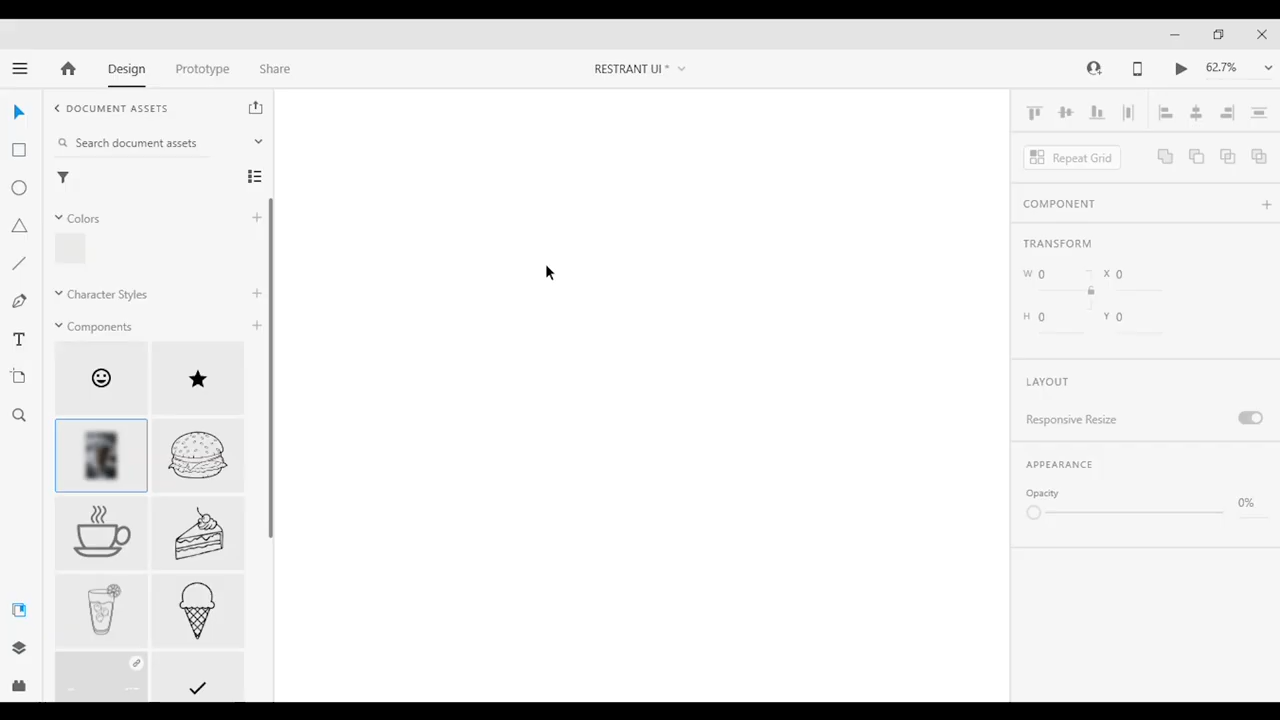 Design Prototype Share RESTRANT UI * 62.7%
DOCUMENT ASSETS
Search document assets
Repeat Grid
COMPONENT
Colors
TRANSFORM
W 0 X 0
Character Styles
H 0 Y 0
Components
LAYOUT
Responsive Resize
APPEARANCE
Opacity
0%